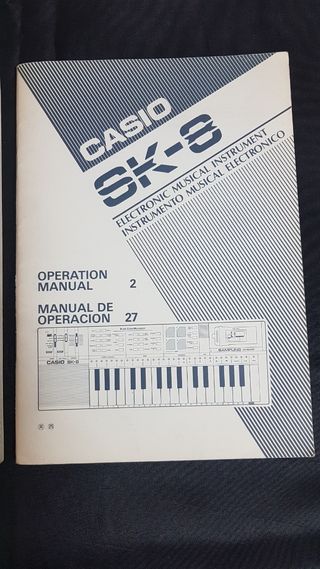 CASIO
SK-8
ELECTRONIC MUSICAL INSTRUMENT
INSTRUMENTO MUSICAL ELECTRONICO
OPERATION
MANUAL 2
MANUAL DE
OPERACION 27
CASIO SK-8
SAMPLING